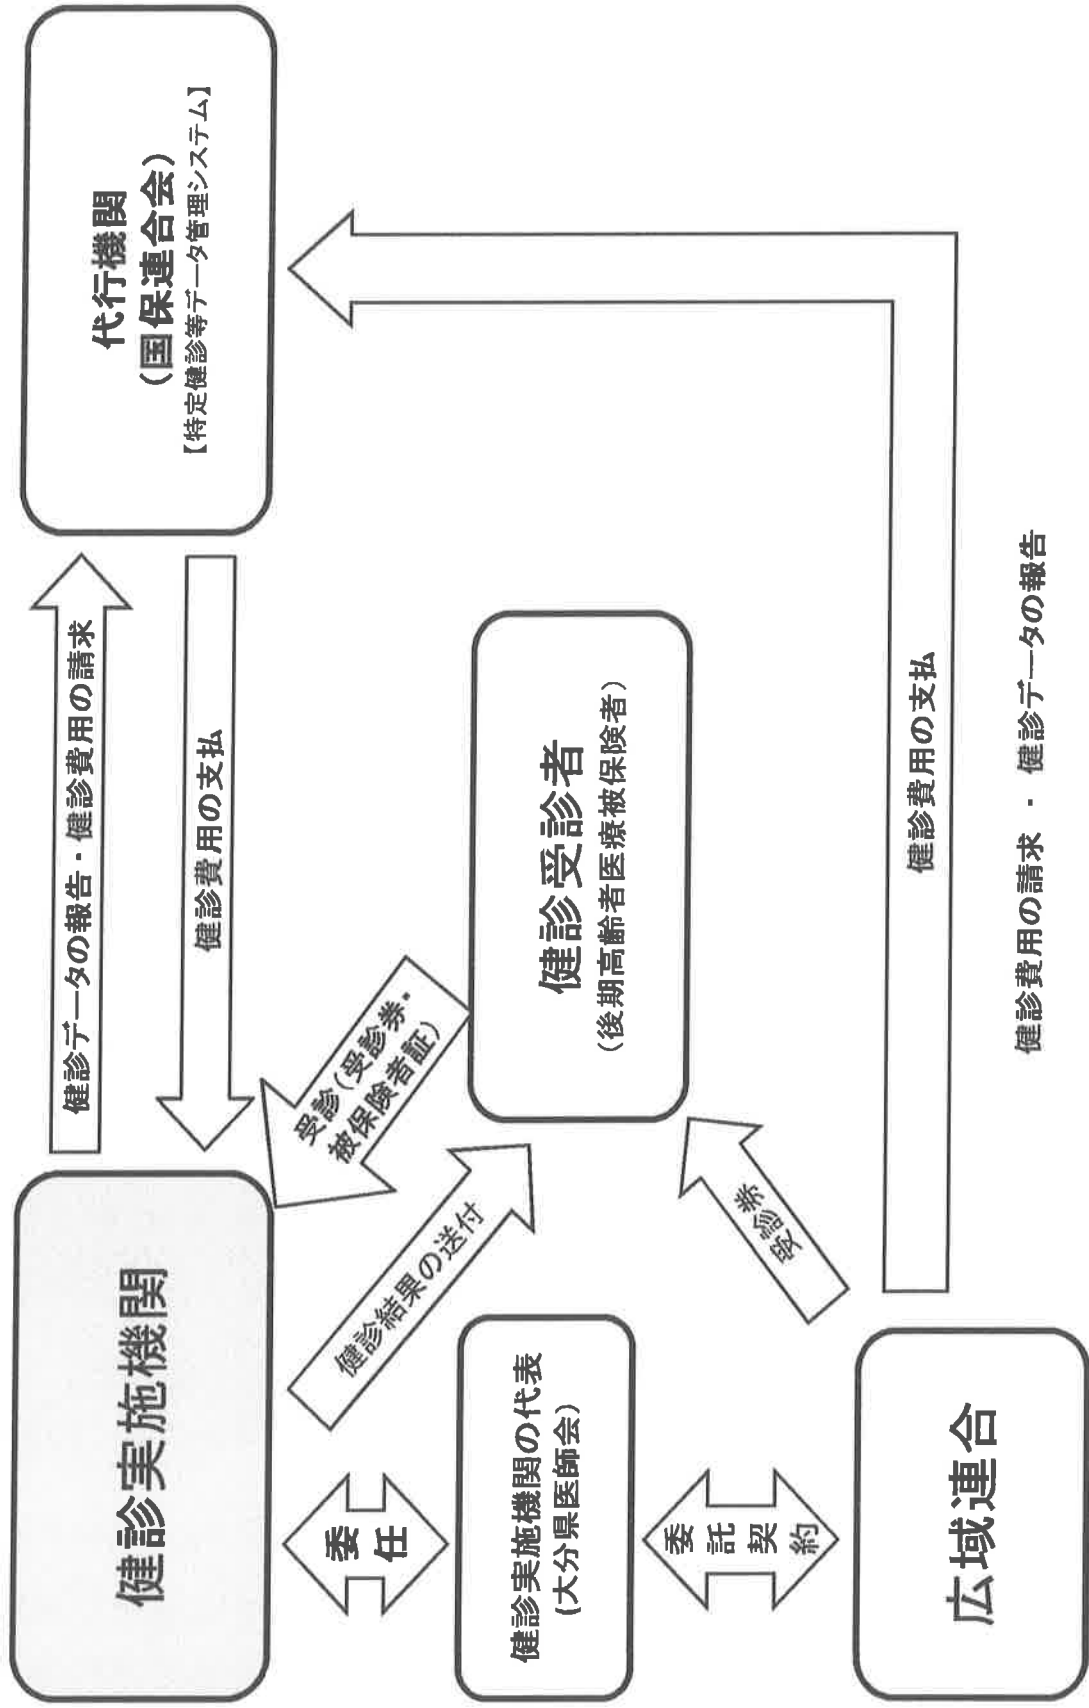 健診実施機関
健診データの報告・健診費用の請求
健診費用の支払
代行機関
（国保連合会）
【特定健診等データ管理システム】
委
任
健診結果の送付
受診（受診券・
被保険者証）
健診実施機関の代表
（大分県医師会）
健診受診者
（後期高齢者医療被保険者）
委
託
契
約
受診券
広域連合
健診費用の支払
健診費用の請求 ・ 健診データの報告